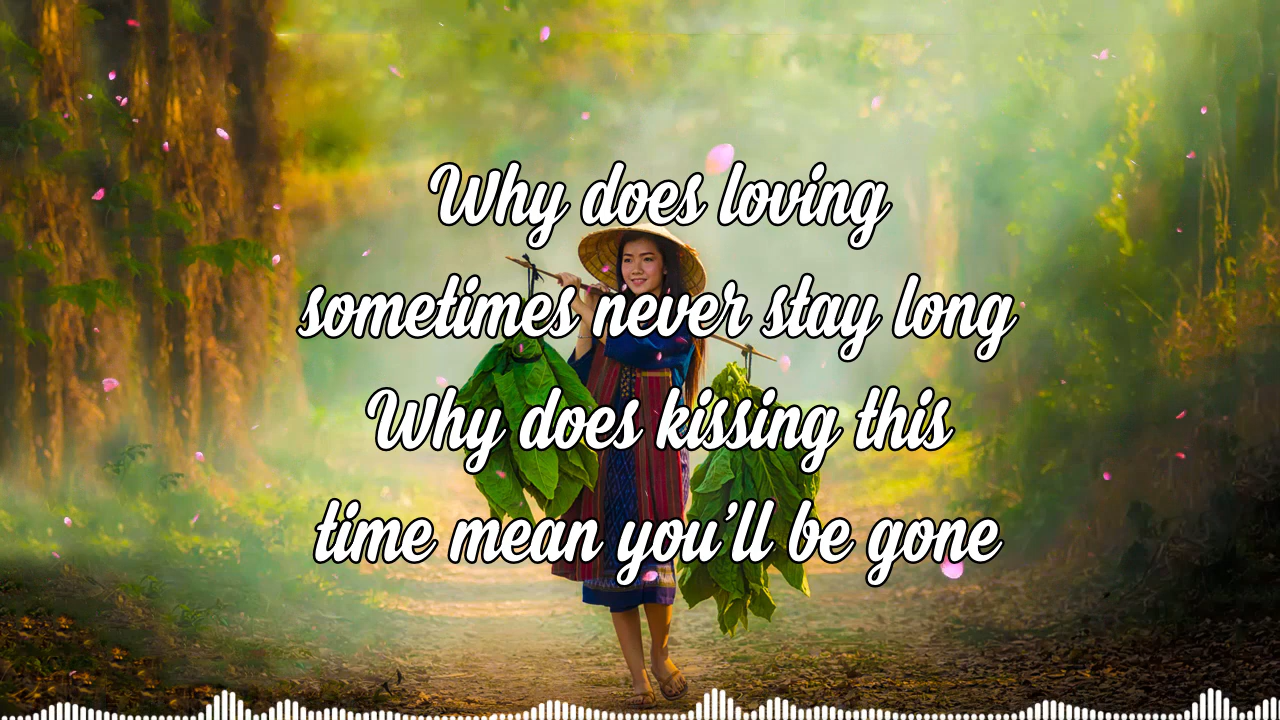 Why does loving
sometimes never stay long
Why does kissing this
time mean you’ll be gone